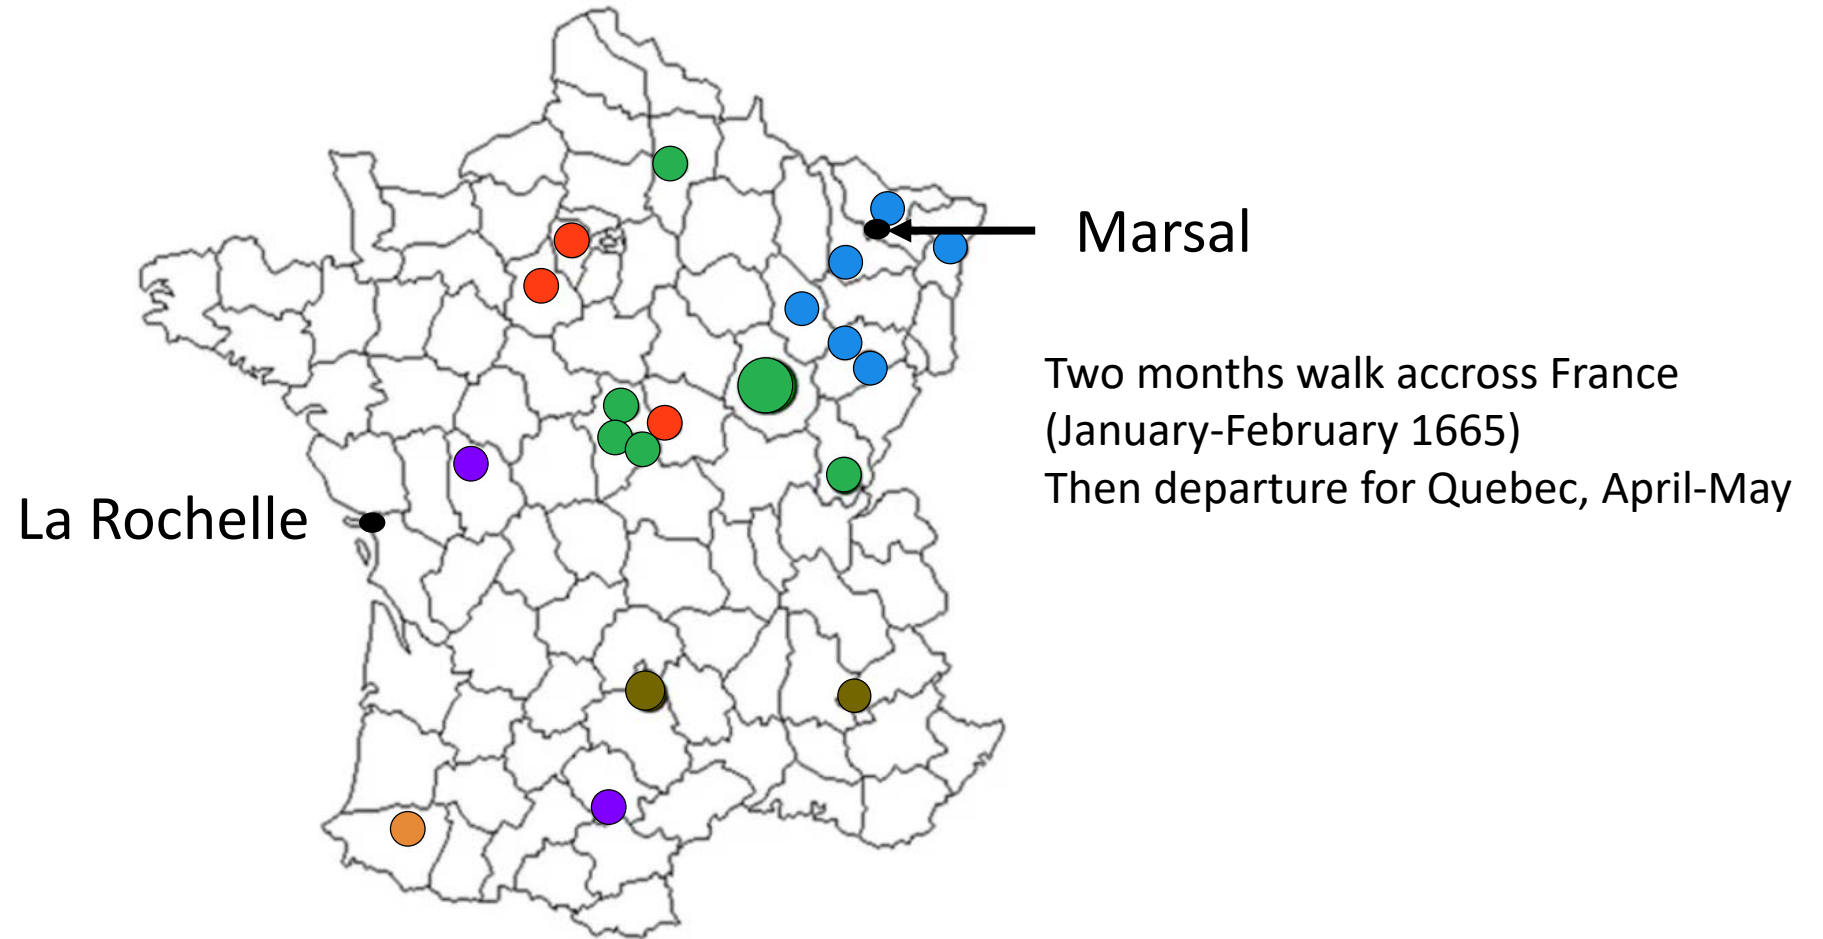 Marsal
Two months walk accross France
(January-February 1665)
Then departure for Quebec, April-May
La Rochelle